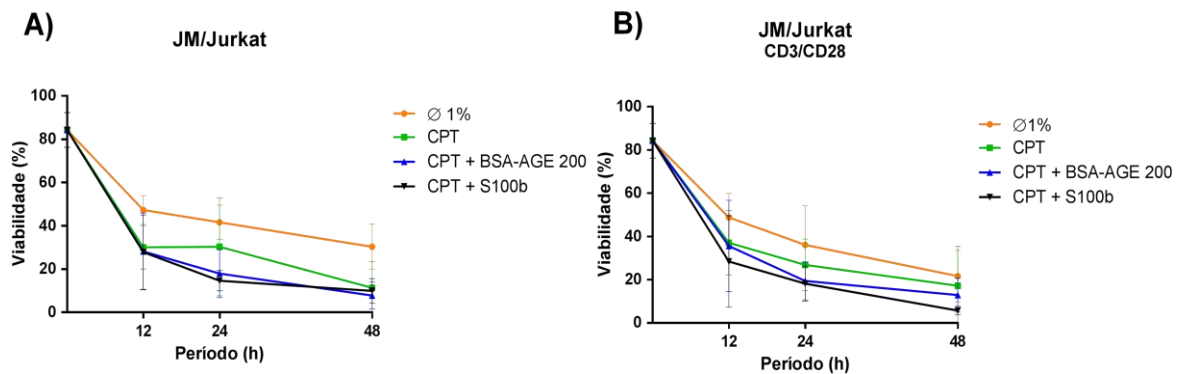 A)
JM/Jurkat
Viabilidade (%)
100
80
60
40
20
0
12
24
48
Período (h)
∅ 1%
CPT
CPT + BSA-AGE 200
CPT + S100b
B)
JM/Jurkat
CD3/CD28
Viabilidade (%)
100
80
60
40
20
0
12
24
48
Período (h)
∅1%
CPT
CPT + BSA-AGE 200
CPT + S100b